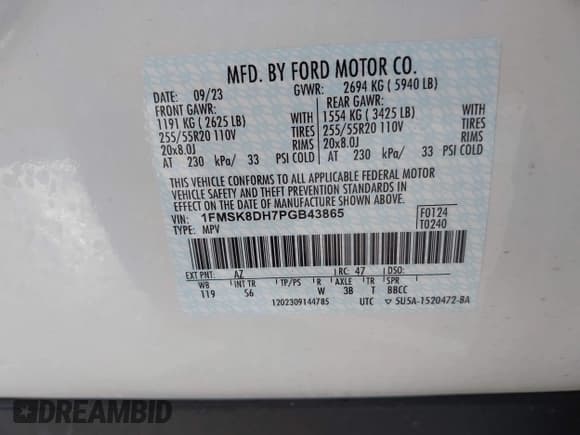 MFD. BY FORD MOTOR CO.
DATE: 09/23 GVWR: 2694 KG ( 5940 LB)
FRONT GAWR: REAR GAWR:
1191 KG ( 2625 LB) WITH 1554 KG ( 3425 LB) WITH
255/55R20 110V TIRES 255/55R20 110V TIRES
20x8.0J RIMS 20x8.0J RIMS
AT 230 kPa/ 33 PSI COLD AT 230 kPa/ 33 PSI COLD
THIS VEHICLE CONFORMS TO ALL APPLICABLE FEDERAL MOTOR
VEHICLE SAFETY AND THEFT PREVENTION STANDARDS IN
EFFECT ON THE DATE OF MANUFACTURE SHOWN ABOVE.
VIN: 1FMSK8DH7PGB43865 F0124
TYPE: MPV T0240
EXT PNT: AZ RC: 47 DSO:
WB INT TR TP/PS R AXLE TR SPR
119 S6 W 3B T BBCC
1202309144785 UTC SU5A-1520472-BA
DREAMBID